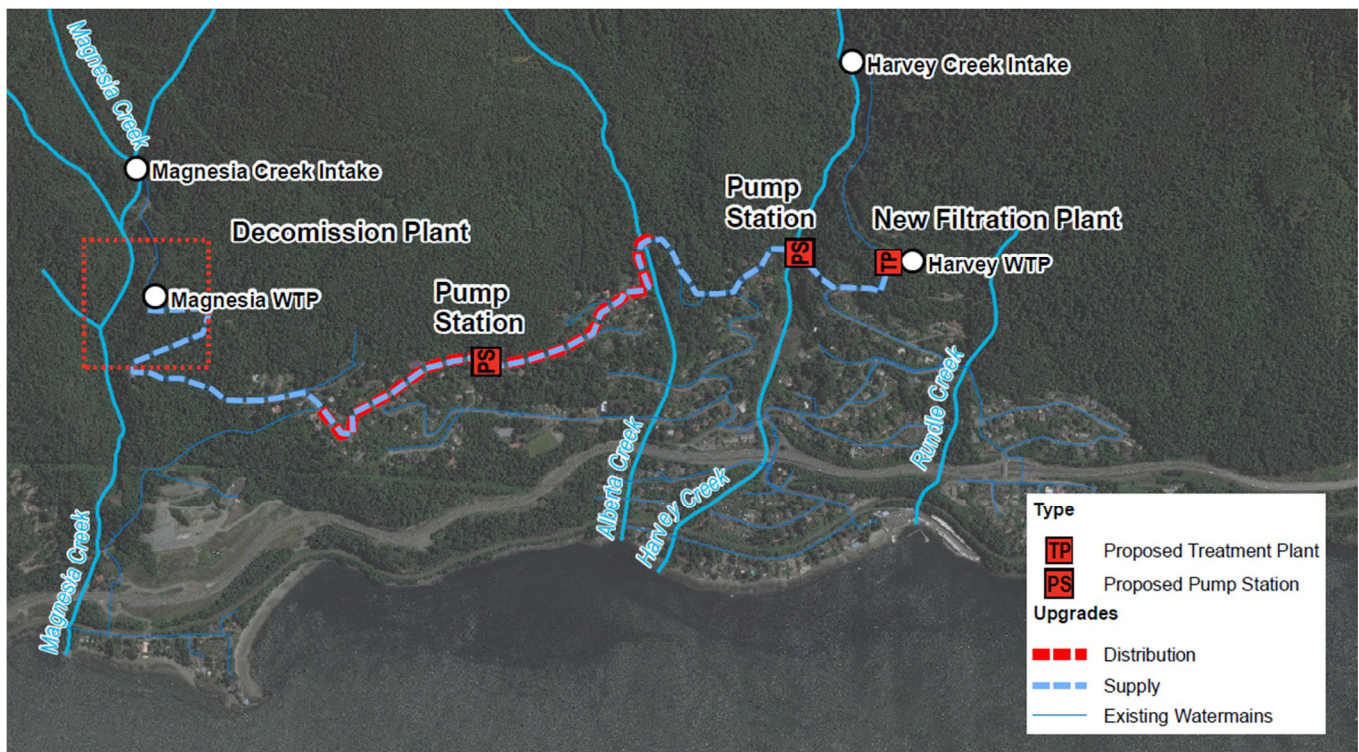 Magnesia Creek
Harvey Creek Intake
Magnesia Creek Intake
Pump
Station
New Filtration Plant
Decomission Plant
PS
TP
Harvey WTP
Magnesia WTP
Pump
Station
PS
Rundle Creek
Alberta Creek
Harvey Creek
Magnesia Creek
Type
TP Proposed Treatment Plant
PS Proposed Pump Station
Upgrades
Distribution
Supply
Existing Watermains